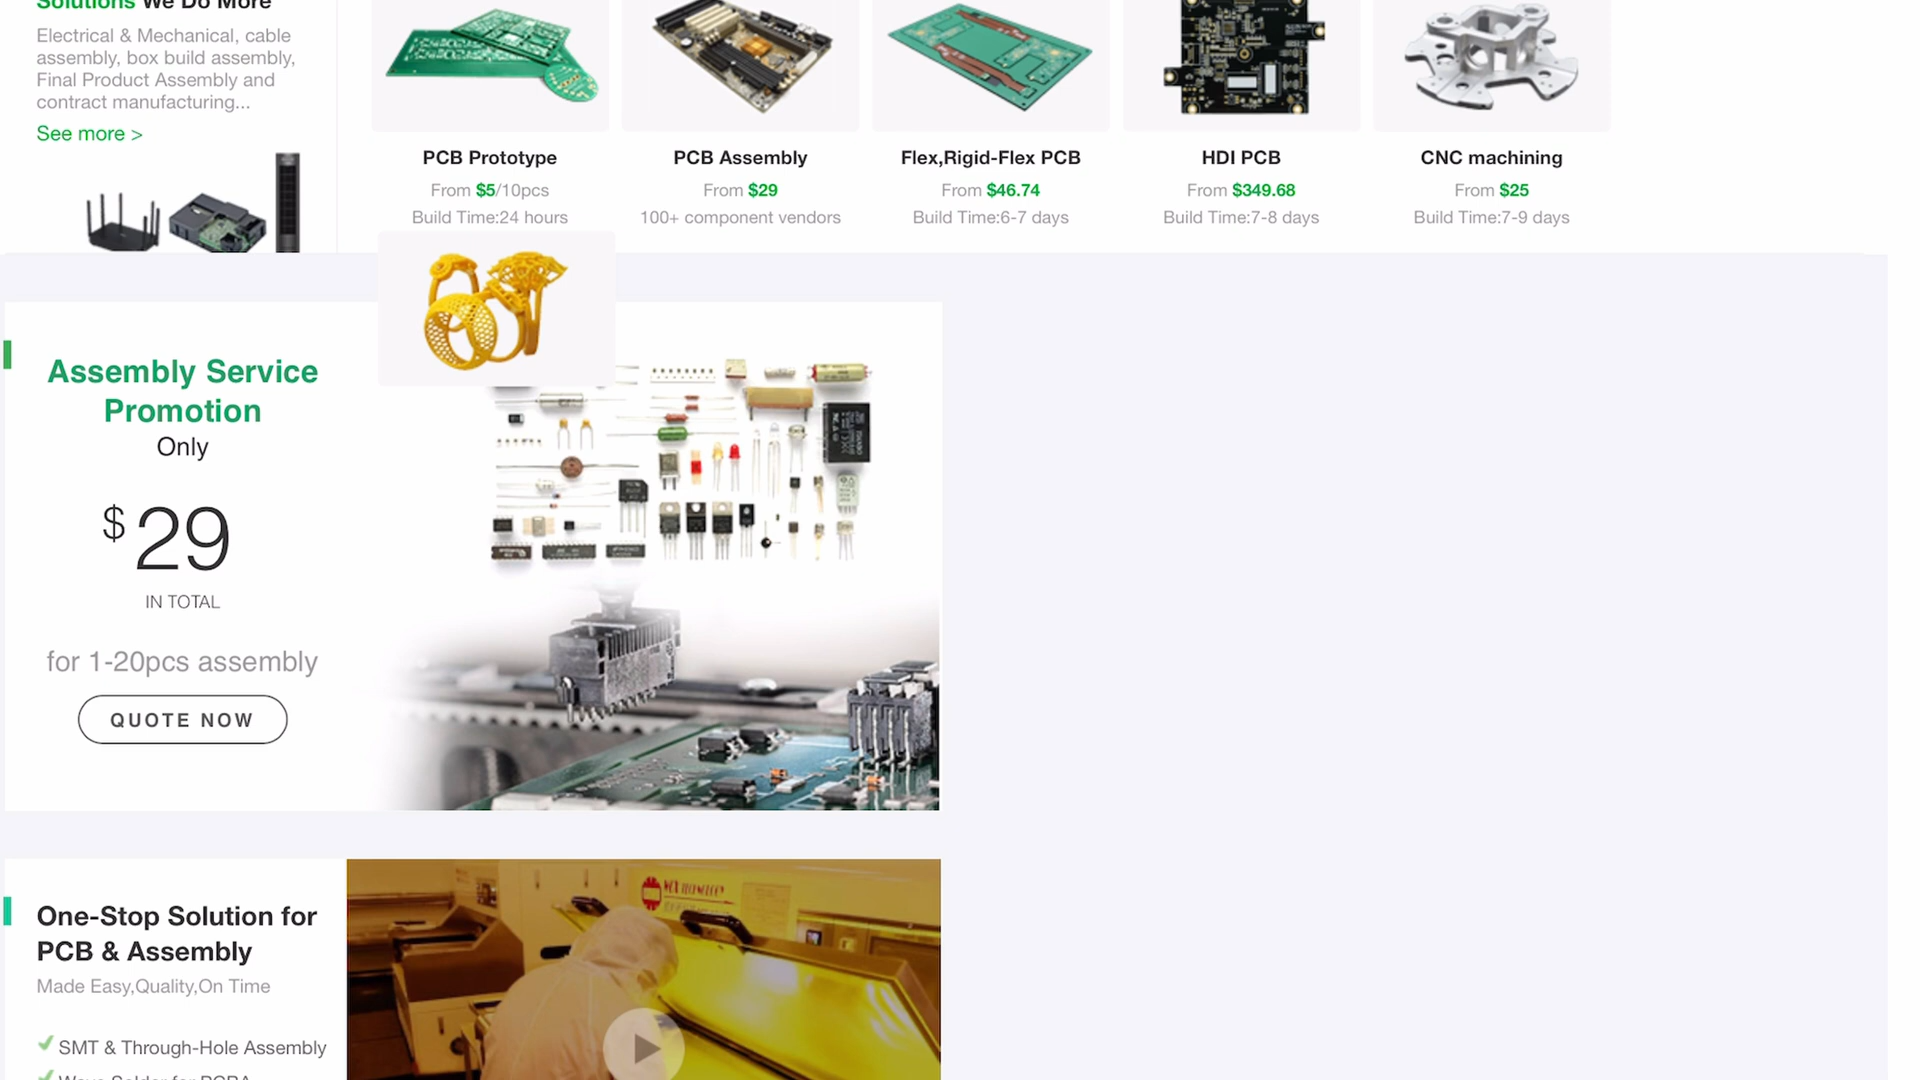 Solutions We Do More
Electrical & Mechanical, cable
assembly, box build assembly,
Final Product Assembly and
contract manufacturing...
See more >
PCB Prototype
From $5/10pcs
Build Time:24 hours
PCB Assembly
From $29
100+ component vendors
Flex,Rigid-Flex PCB
From $46.74
Build Time:6-7 days
HDI PCB
From $349.68
Build Time:7-8 days
CNC machining
From $25
Build Time:7-9 days
Assembly Service
Promotion
Only
$29
IN TOTAL
for 1-20pcs assembly
QUOTE NOW
One-Stop Solution for
PCB & Assembly
Made Easy,Quality,On Time
SMT & Through-Hole Assembly
Wave Solder for PCBA